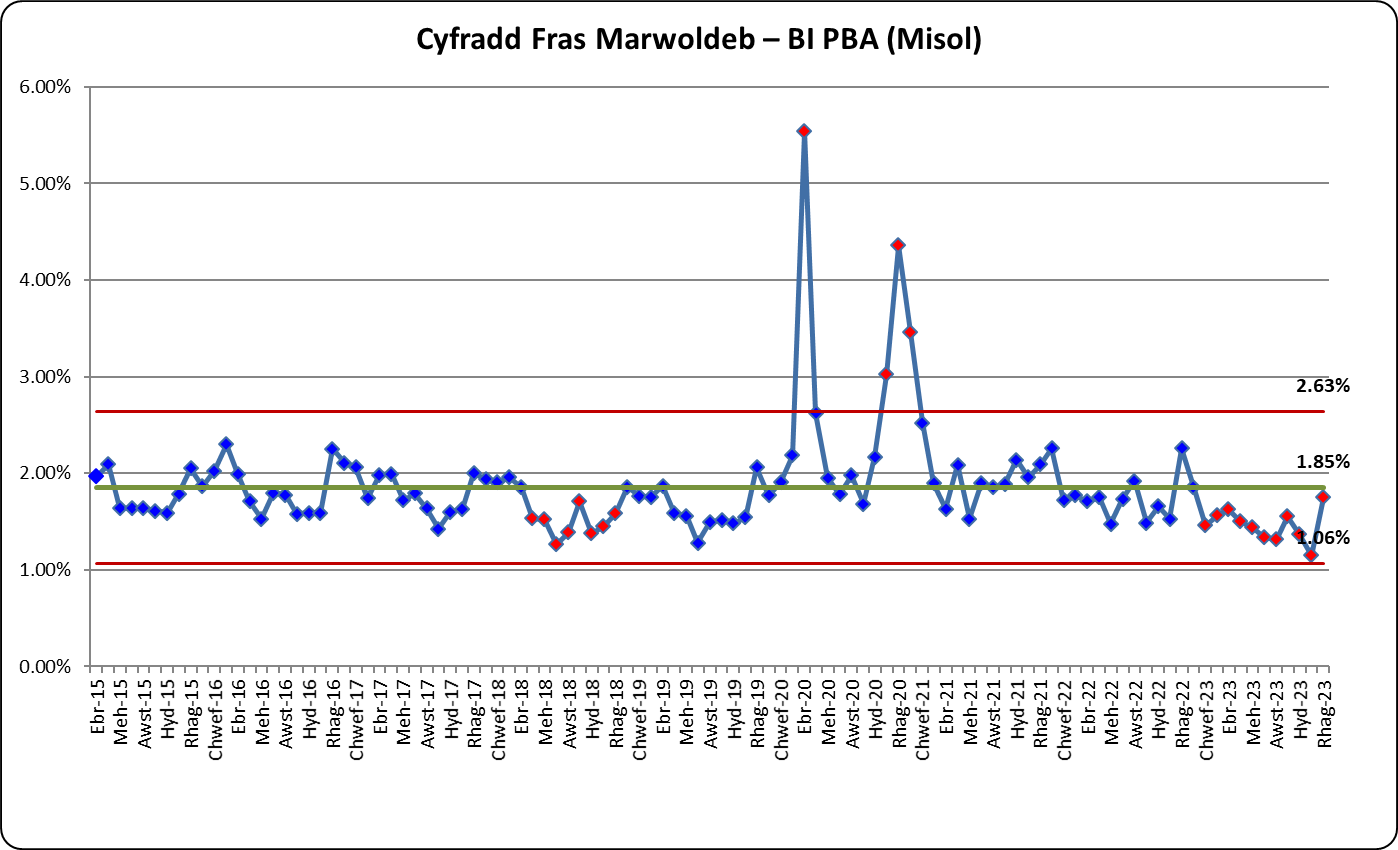 Cyfradd Fras Marwoldeb – BI PBA (Misol)
6.00%
5.00%
4.00%
3.00%
2.00%
1.00%
0.00%
2.63%
1.85%
1.06%
Ebr-15
Meh-15
Awst-15
Hyd-15
Rhag-15
Chwef-16
Ebr-16
Meh-16
Awst-16
Hyd-16
Rhag-16
Chwef-17
Ebr-17
Meh-17
Awst-17
Hyd-17
Rhag-17
Chwef-18
Ebr-18
Meh-18
Awst-18
Hyd-18
Rhag-18
Chwef-19
Ebr-19
Meh-19
Awst-19
Hyd-19
Rhag-19
Chwef-20
Ebr-20
Meh-20
Awst-20
Hyd-20
Rhag-20
Chwef-21
Ebr-21
Meh-21
Awst-21
Hyd-21
Rhag-21
Chwef-22
Ebr-22
Meh-22
Awst-22
Hyd-22
Rhag-22
Chwef-23
Ebr-23
Meh-23
Awst-23
Hyd-23
Rhag-23